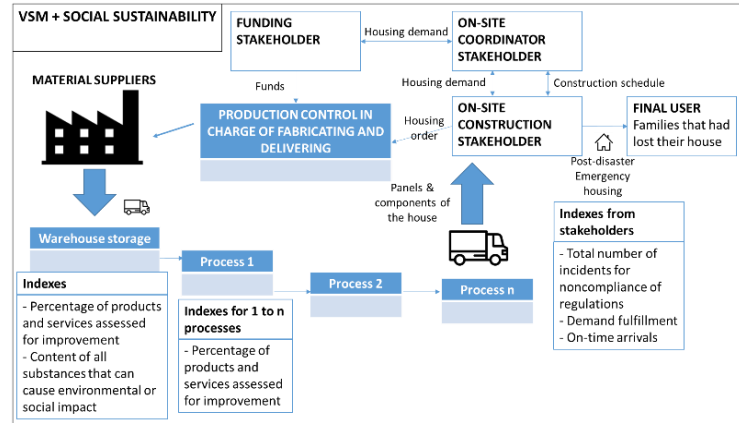 VSM + SOCIAL SUSTAINABILITY
FUNDING
STAKEHOLDER
Housing demand
ON-SITE
COORDINATOR
STAKEHOLDER
MATERIAL SUPPLIERS
Funds
Housing demand
Construction schedule
PRODUCTION CONTROL IN
CHARGE OF FABRICATING AND
DELIVERING
Housing
order
ON-SITE
CONSTRUCTION
STAKEHOLDER
FINAL USER
Families that had
lost their house
Post-disaster
Emergency
housing
Panels &
components of
the house
Warehouse storage
Process 1
Process 2
Process n
Indexes
- Percentage of products
and services assessed
for improvement
- Content of all
substances that can
cause environmental or
social impact
Indexes for 1 to n
processes
- Percentage of
products and
services assessed
for improvement
Indexes from
stakeholders
- Total number of
incidents for
noncompliance of
regulations
- Demand fulfillment
- On-time arrivals